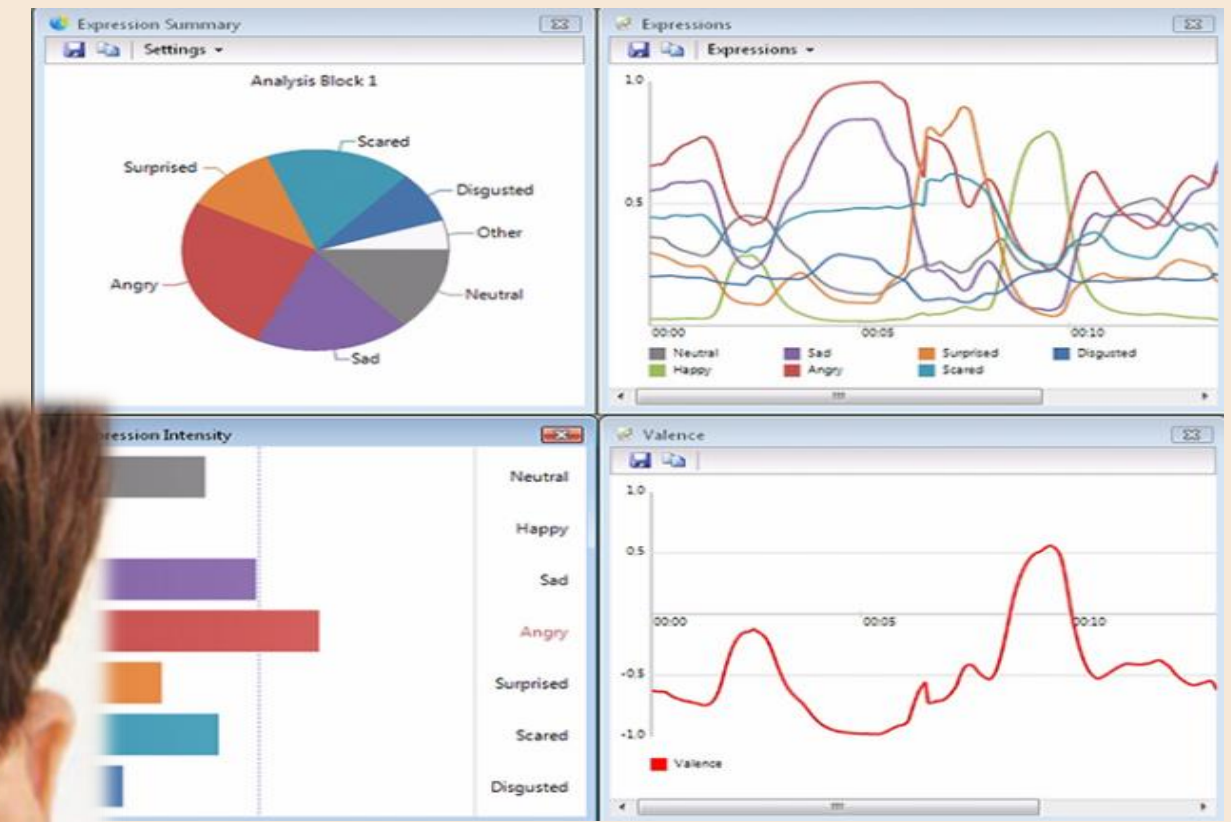 Expression Summary
Settings
Analysis Block 1
Scared
Surprised
Disgusted
Other
Angry
Neutral
Sad
Expressions
Expressions
1.0
0.5
00:00 00:05 00:10
Neutral Sad Surprised Disgusted
Happy Angry Scared
Intensity
Neutral
Happy
Sad
Angry
Surprised
Scared
Disgusted
Valence
1.0
0.5
00:00 00:05 00:10
-0.5
-1.0
Valence